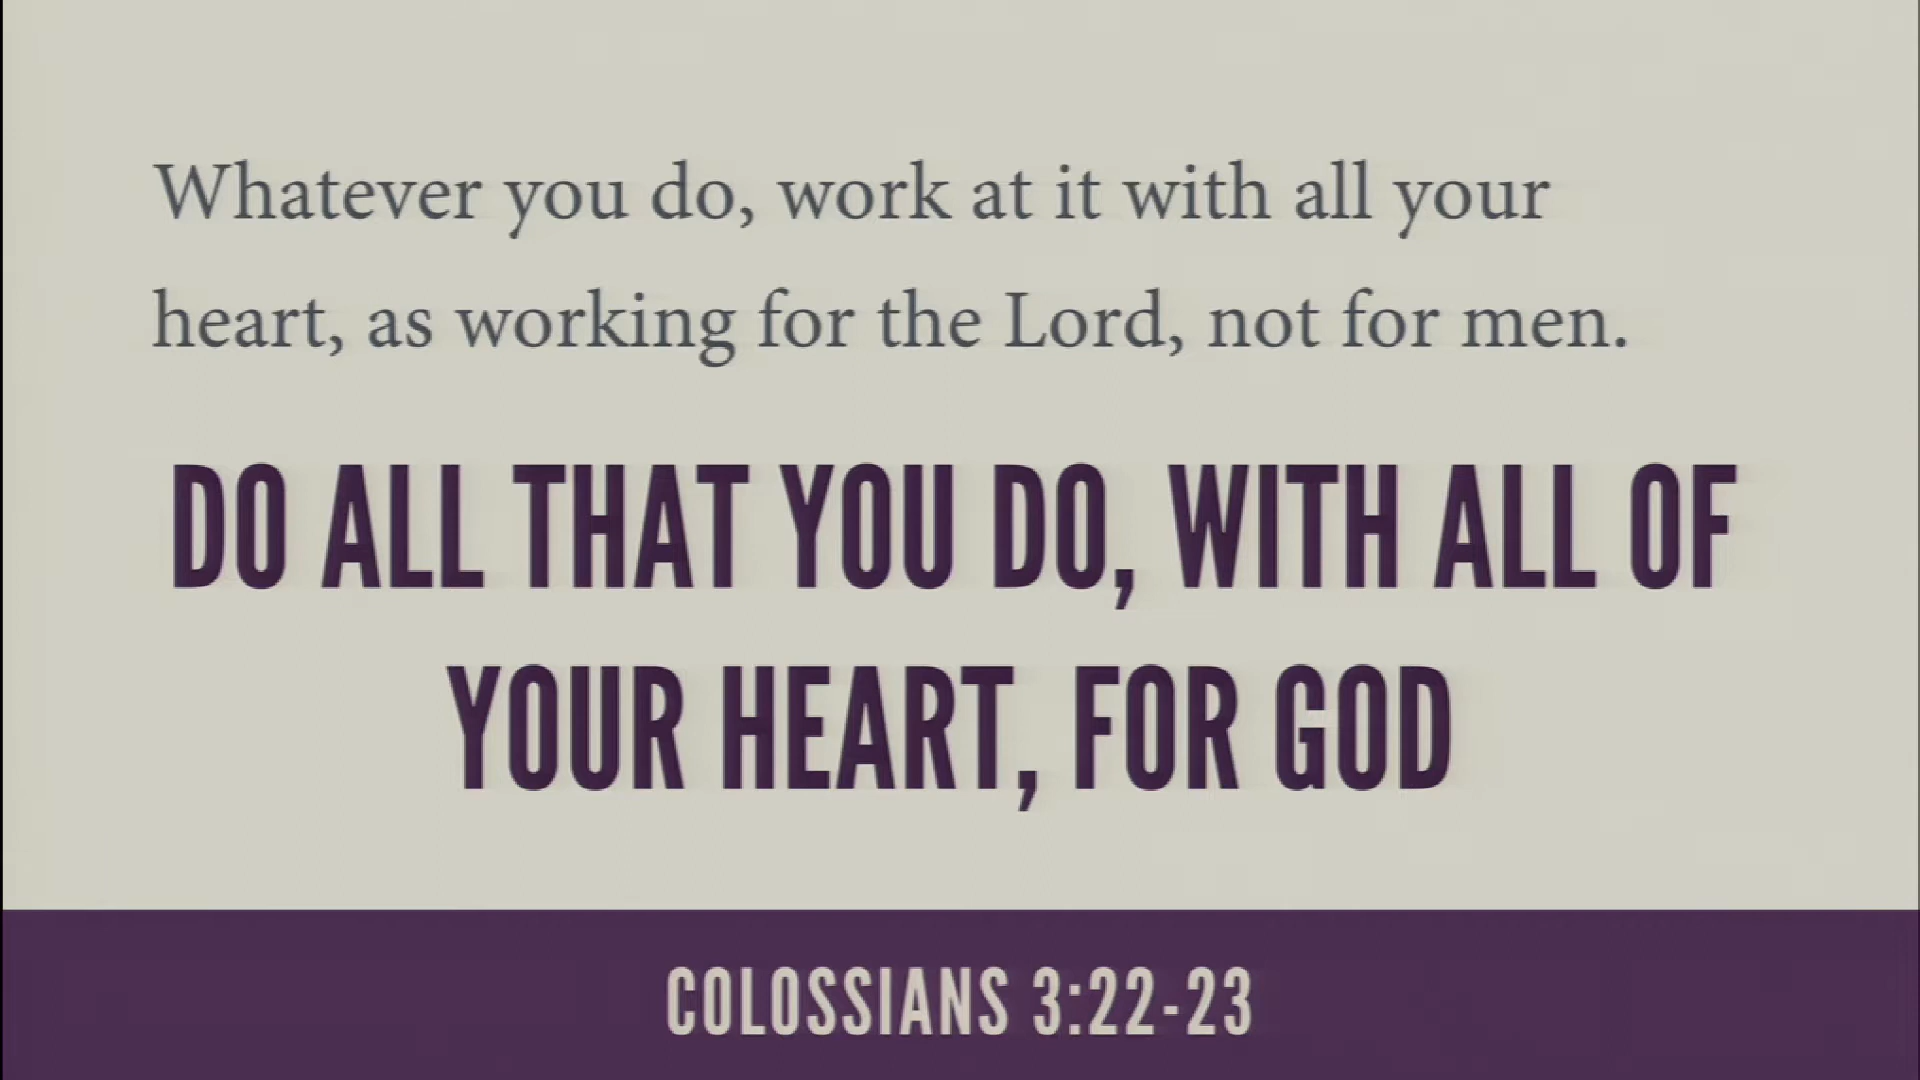 Whatever you do, work at it with all your
heart, as working for the Lord, not for men.
DO ALL THAT YOU DO, WITH ALL OF
YOUR HEART, FOR GOD
COLOSSIANS 3:22-23